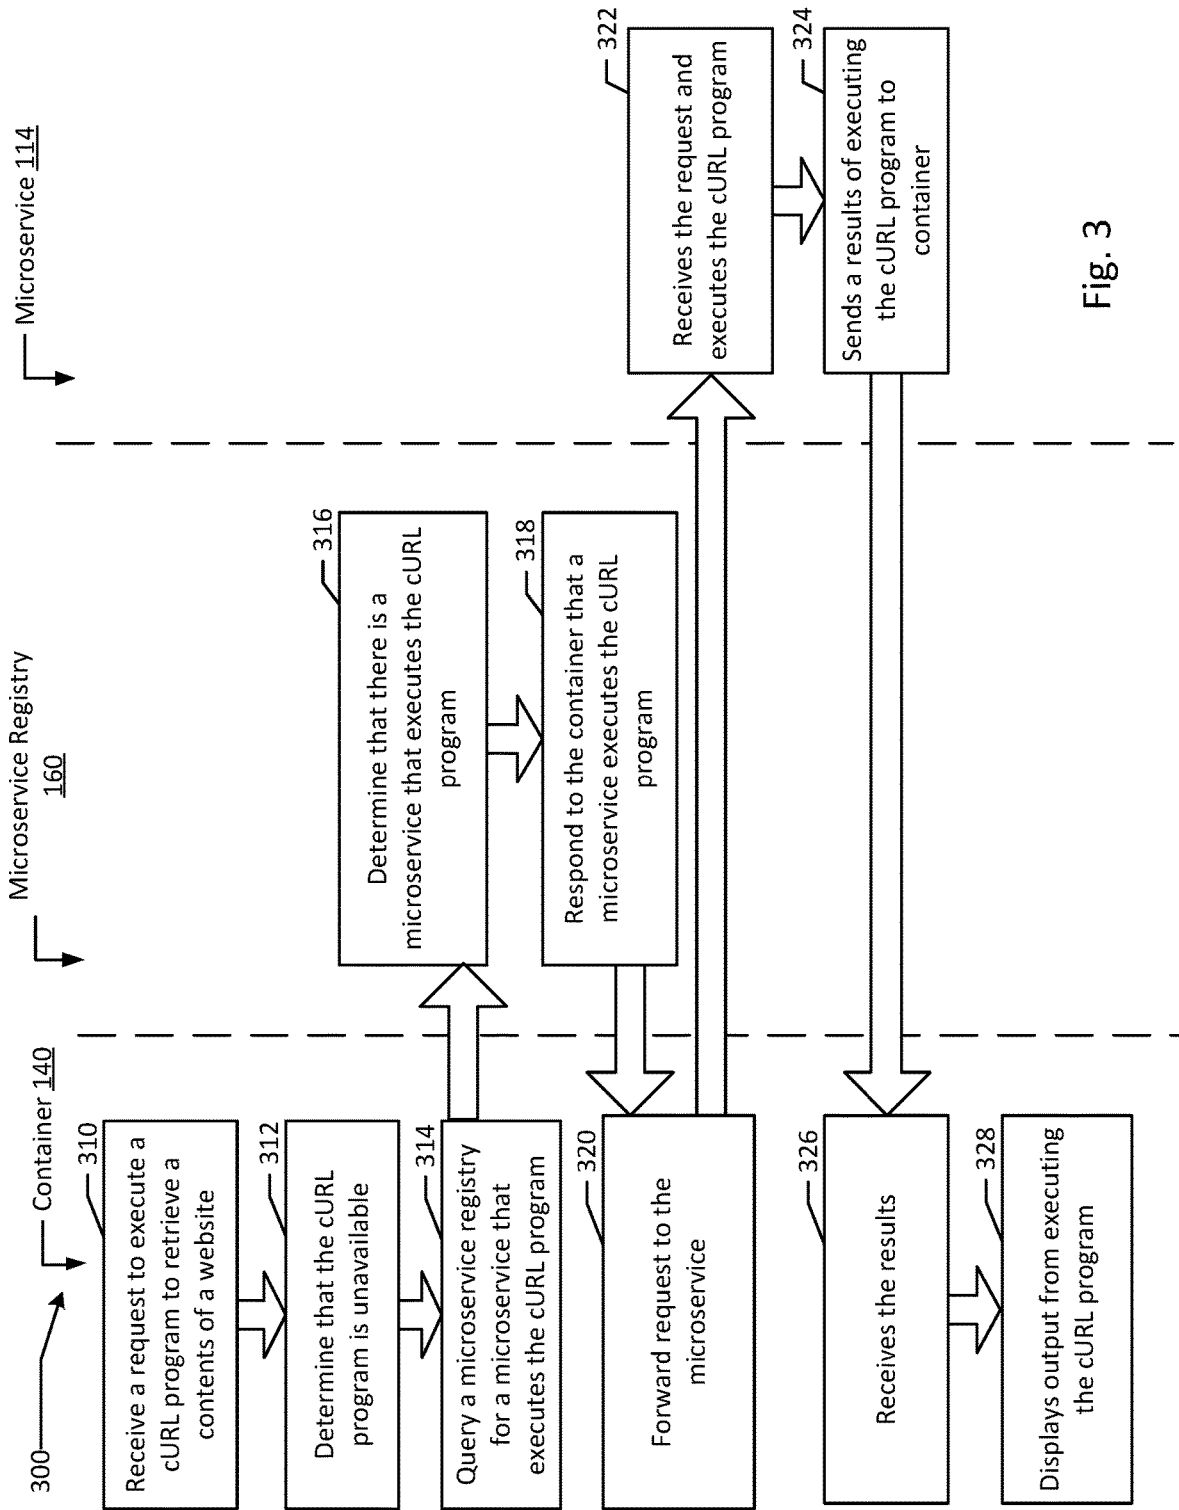 300
Container 140
Microservice Registry
160
Microservice 114
310
Receive a request to execute a
cURL program to retrieve a
contents of a website
312
Determine that the cURL
program is unavailable
314
Query a microservice registry
for a microservice that
executes the cURL program
316
Determine that there is a
microservice that executes the cURL
program
318
Respond to the container that a
microservice executes the cURL
program
320
Forward request to the
microservice
322
Receives the request and
executes the cURL program
324
Sends a results of executing
the cURL program to
container
326
Receives the results
328
Displays output from executing
the cURL program
Fig. 3